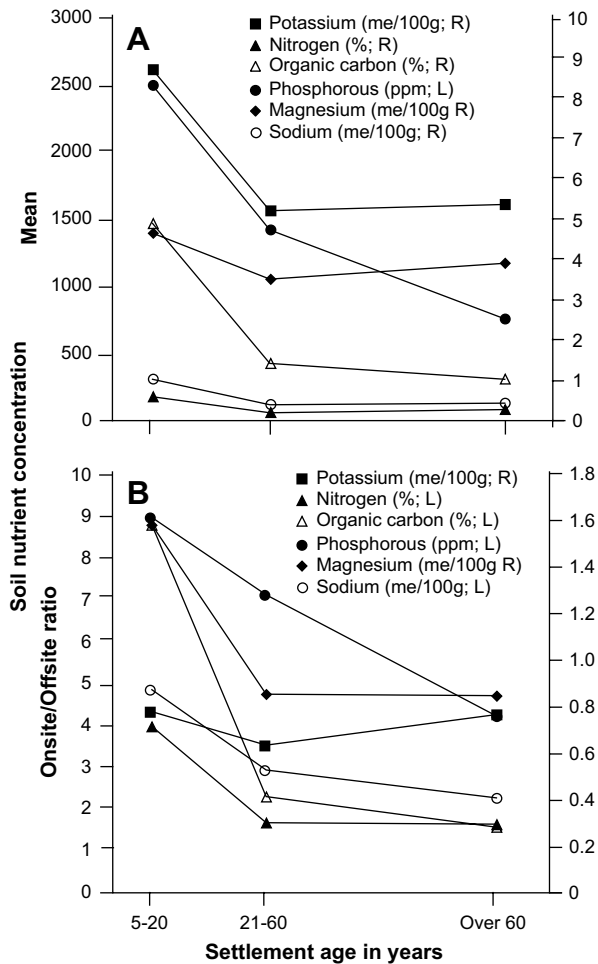 A
Potassium (me/100g; R)
Nitrogen (%; R)
Organic carbon (%; R)
Phosphorous (ppm; L)
Magnesium (me/100g R)
Sodium (me/100g; R)
3000
2500
2000
1500
1000
500
0
10
9
8
7
6
5
4
3
2
1
0
Mean
Soil nutrient concentration
B
Potassium (me/100g; R)
Nitrogen (%; L)
Organic carbon (%; L)
Phosphorous (ppm; L)
Magnesium (me/100g R)
Sodium (me/100g; L)
10
9
8
7
6
5
4
3
2
1
0
1.8
1.6
1.2
1.0
0.8
0.6
0.4
0.2
0
Onsite/Offsite ratio
5-20
21-60
Over 60
Settlement age in years